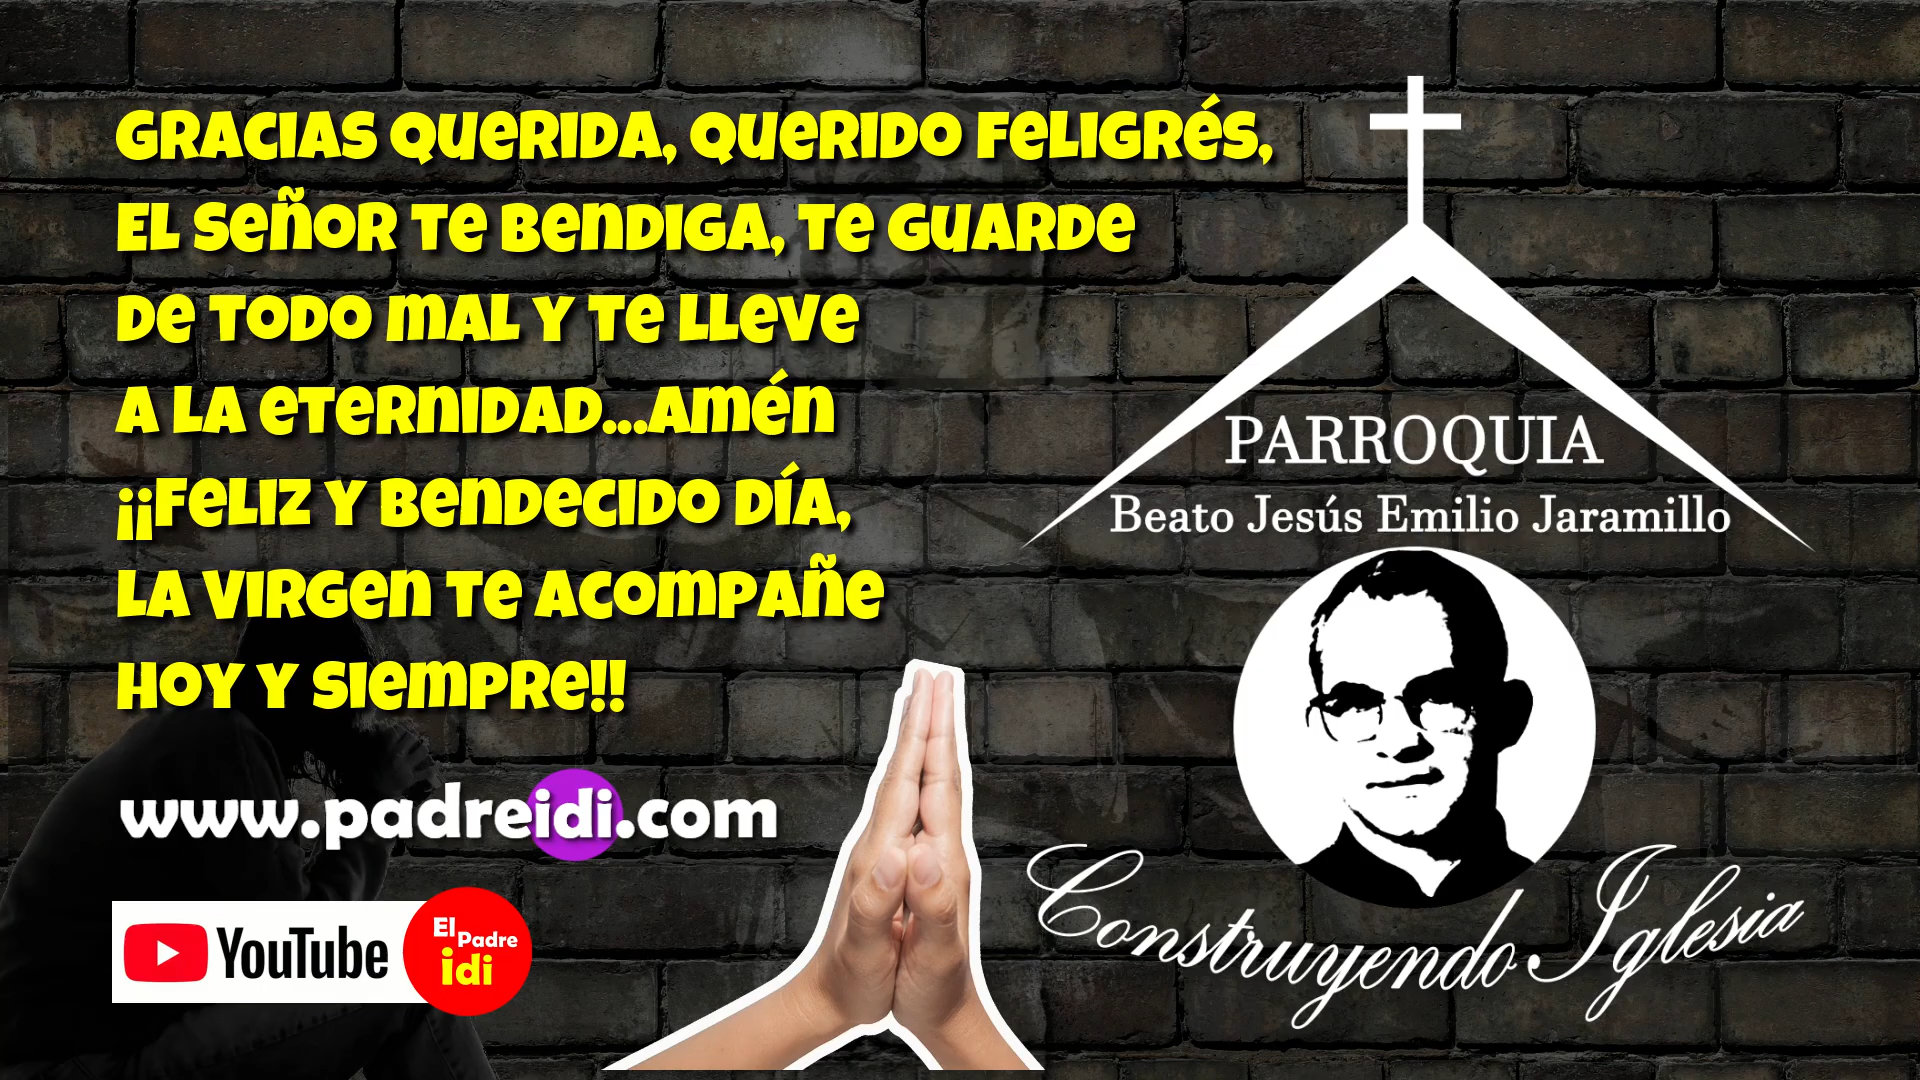 GRACIAS QUERIDA, QUERIDO FELIGRÉS,
EL SEÑOR TE BENDIGA, TE GUARDE
DE TODO MAL Y TE LLEVE
A LA ETERNIDAD...AMÉN
¡¡FELIZ Y BENDECIDO DÍA,
LA VIRGEN TE ACOMPAÑE
HOY Y SIEMPRE!!
www.padreidi.com
YouTube
El Padre
idi
PARROQUIA
Beato Jesús Emilio Jaramillo
Construyendo Iglesia